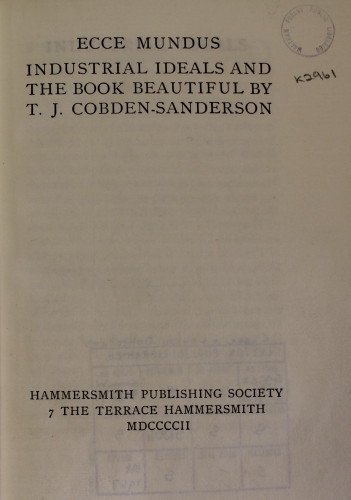 ECCE MUNDUS
INDUSTRIAL IDEALS AND
THE BOOK BEAUTIFUL BY
T. J. COBDEN-SANDERSON
K2961
HAMMERSMITH PUBLISHING SOCIETY
7 THE TERRACE HAMMERSMITH
MDCCCCII